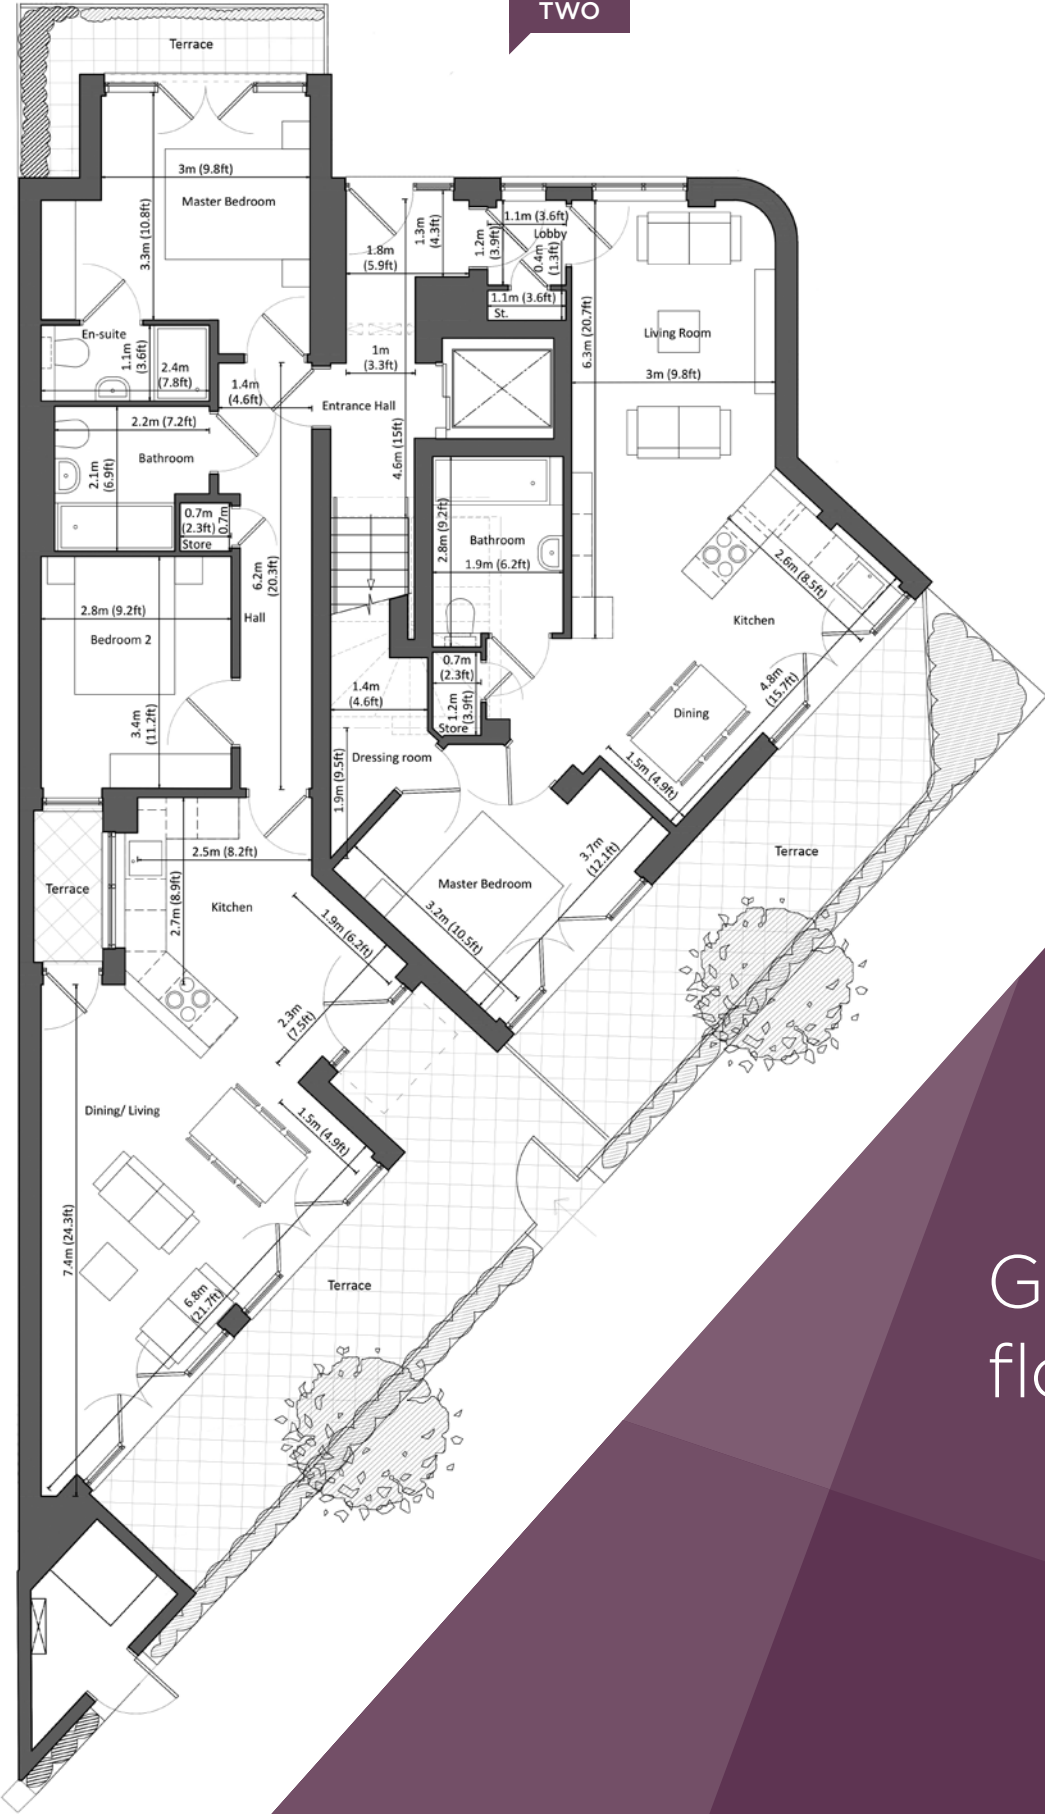 TWO
Terrace
3m (9.8ft)
Master Bedroom
3.3m (10.8ft)
1.8m
(5.9ft)
1.3m
(4.3ft)
1.2m
(3.9ft)
1.1m (3.6ft)
Lobby
0.4m
(1.3ft)
1.1m (3.6ft)
St.
En-suite
1.1m
(3.6ft)
2.4m
(7.8ft)
1m
(3.3ft)
6.3m (20.7ft)
Living Room
3m (9.8ft)
1.4m
(4.6ft)
Entrance Hall
4.6m (15ft)
2.2m (7.2ft)
Bathroom
2.1m
(6.9ft)
0.7m
(2.3ft)
0.7m
Store
2.8m (9.2ft)
Bathroom
1.9m (6.2ft)
2.6m (8.5ft)
Kitchen
6.2m
(20.3ft)
Hall
2.8m (9.2ft)
Bedroom 2
3.4m
(11.2ft)
0.7m
(2.3ft)
1.2m
(3.9ft)
Store
1.4m
(4.6ft)
4.8m
(15.7ft)
Dining
1.5m (4.9ft)
Dressing room
1.9m (9.5ft)
2.5m (8.2ft)
Terrace
Kitchen
2.7m (8.9ft)
3.7m
(12.1ft)
Master Bedroom
3.2m (10.5ft)
Terrace
1.9m (6.2ft)
2.3m
(7.5ft)
Dining/ Living
1.5m (4.9ft)
7.4m (24.3ft)
6.8m
(21.7ft)
Terrace
G
flo